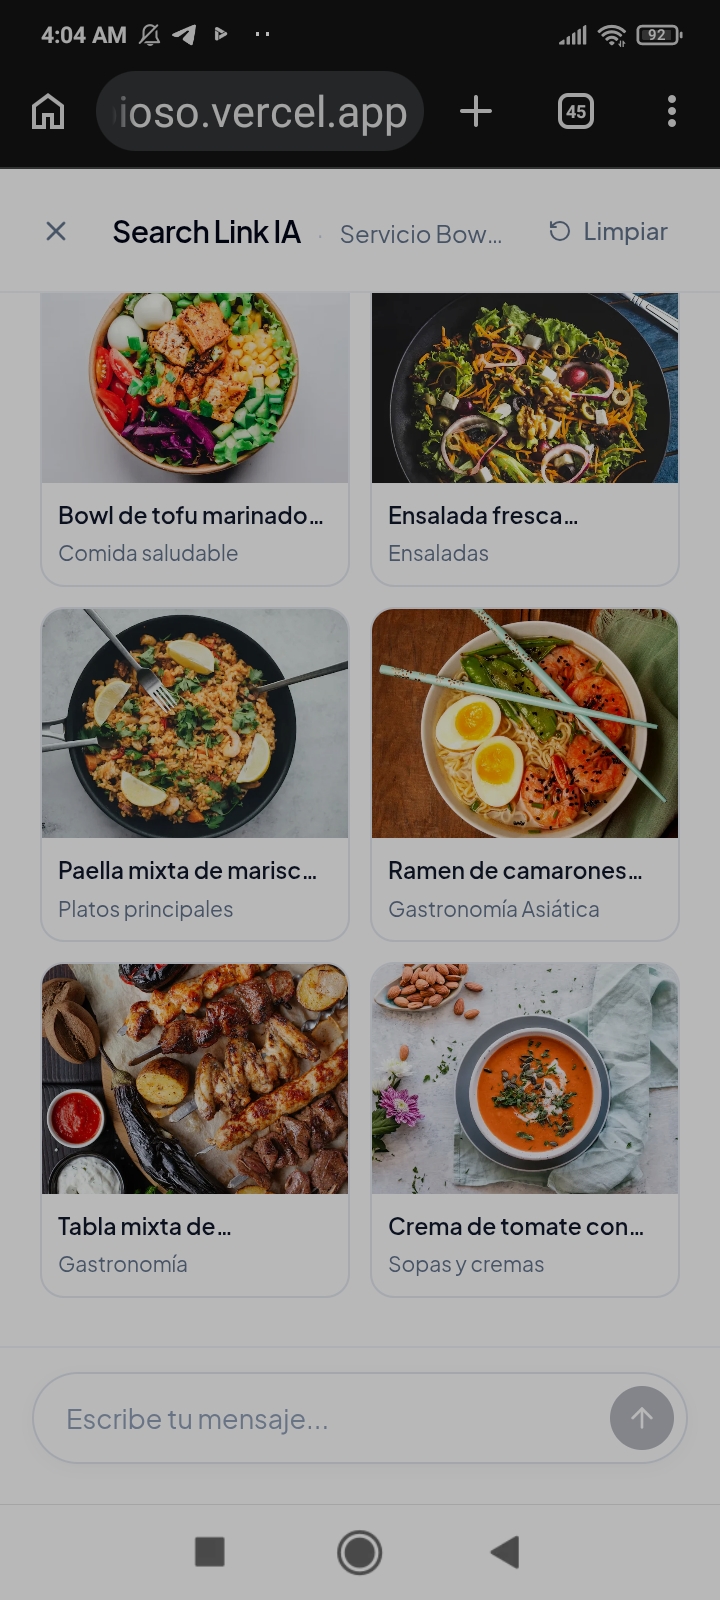 4:04 AM 92
ioso.vercel.app 45
Search Link IA · Servicio Bow... Limpiar
Bowl de tofu marinado...
Comida saludable
Ensalada fresca...
Ensaladas
Paella mixta de marisc...
Platos principales
Ramen de camarones...
Gastronomía Asiática
Tabla mixta de...
Gastronomía
Crema de tomate con...
Sopas y cremas
Escribe tu mensaje...